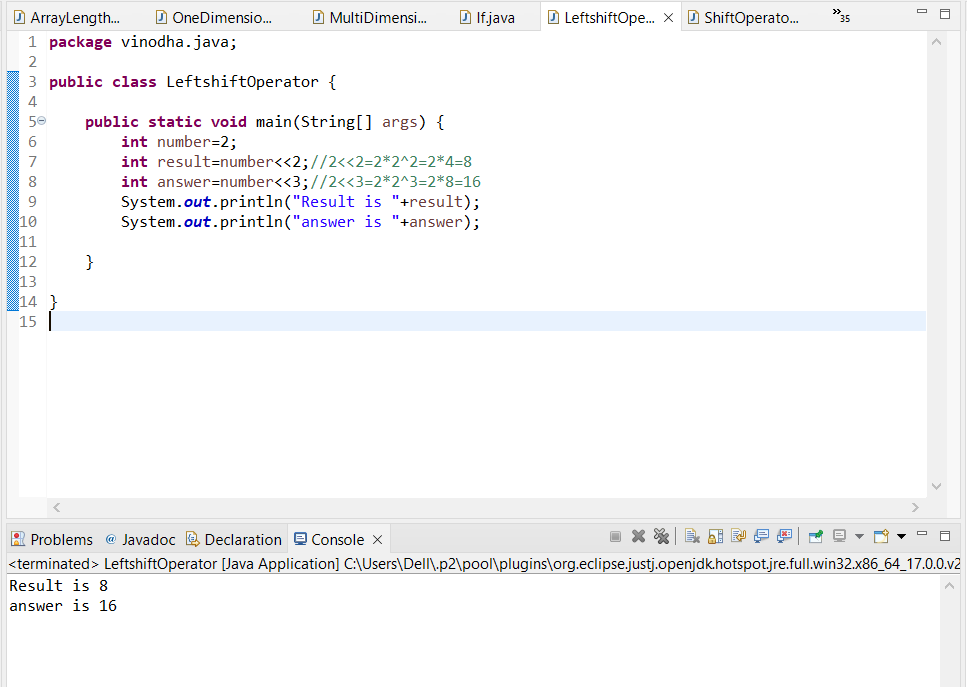 ArrayLength... OneDimensio... MultiDimensi... If.java LeftshiftOpe... ShiftOperato... »35
1 package vinodha.java;
2
3 public class LeftshiftOperator {
4
5 public static void main(String[] args) {
6 int number=2;
7 int result=number<<2;//2<<2=2*2^2=2*4=8
8 int answer=number<<3;//2<<3=2*2^3=2*8=16
9 System.out.println("Result is "+result);
10 System.out.println("answer is "+answer);
11
12 }
13
14 }
15
Problems @ Javadoc Declaration Console
<terminated> LeftshiftOperator [Java Application] C:\Users\Dell\.p2\pool\plugins\org.eclipse.justj.openjdk.hotspot.jre.full.win32.x86_64_17.0.0.v2
Result is 8
answer is 16